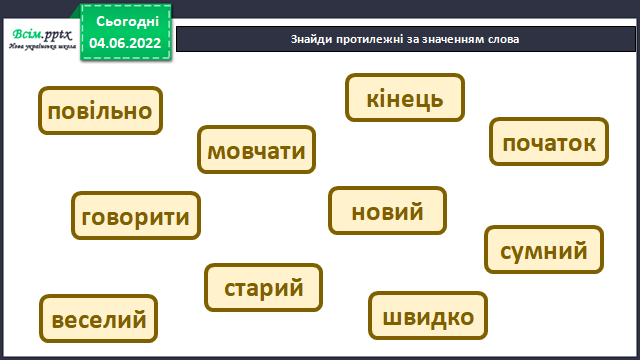 Всім.pptx
Нова українська школа
Сьогодні
04.06.2022
Знайди протилежні за значенням слова
повільно
кінець
мовчати
початок
говорити
новий
сумний
старий
веселий
швидко